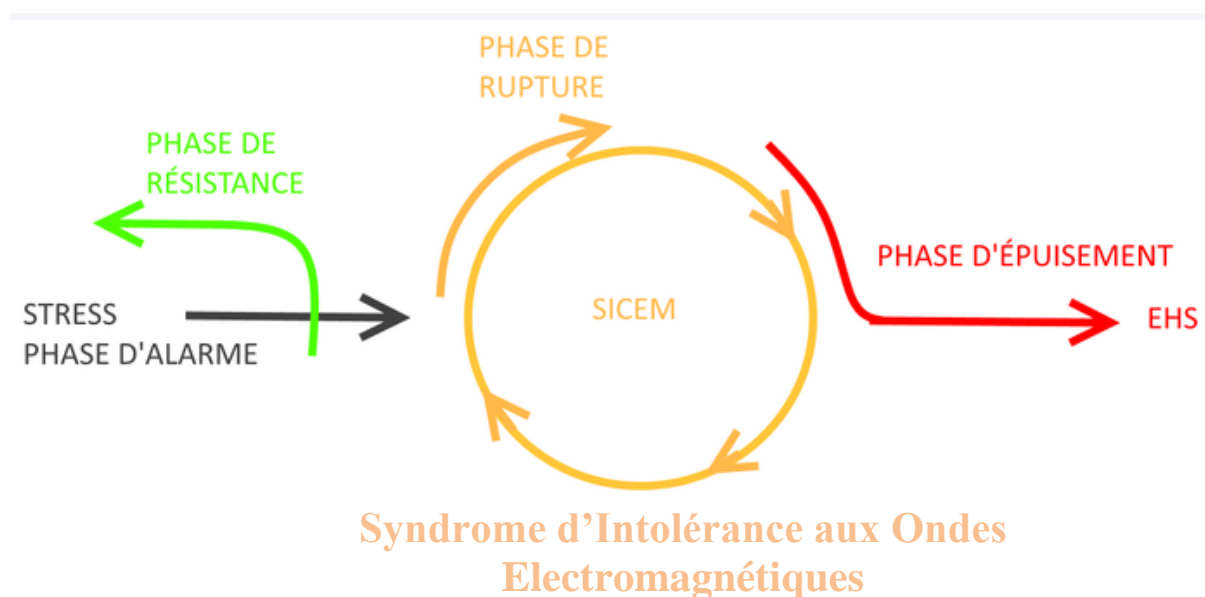 PHASE DE
RUPTURE
PHASE DE
RÉSISTANCE
PHASE D'ÉPUISEMENT
STRESS
PHASE D'ALARME
SICEM
EHS
Syndrome d’Intolérance aux Ondes
Electromagnétiques